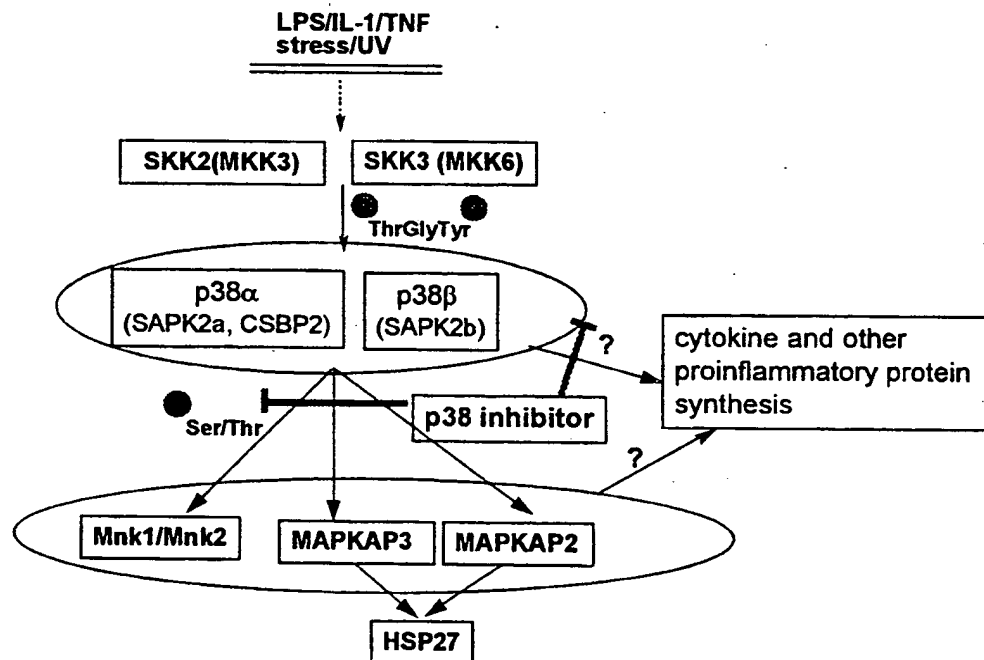 LPS/IL-1/TNF
stress/UV
SKK2(MKK3)
SKK3 (MKK6)
ThrGlyTyr
p38α
(SAPK2a, CSBP2)
p38β
(SAPK2b)
?
cytokine and other
proinflammatory protein
synthesis
p38 inhibitor
Ser/Thr
?
Mnk1/Mnk2
MAPKAP3
MAPKAP2
HSP27